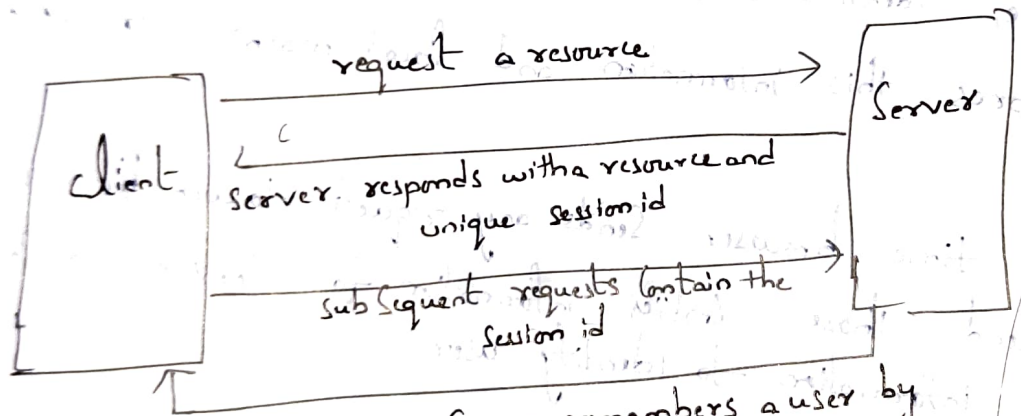 request a resource
Server
client
server responds with a resource and
unique session id
subsequent requests contain the
session id
a user by